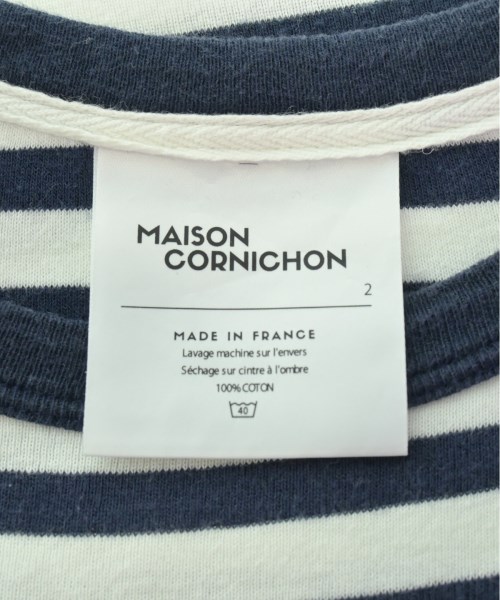 MAISON
CORNICHON
2
MADE IN FRANCE
Lavage machine sur l'envers
Séchage sur cintre à l'ombre
100% COTON
40